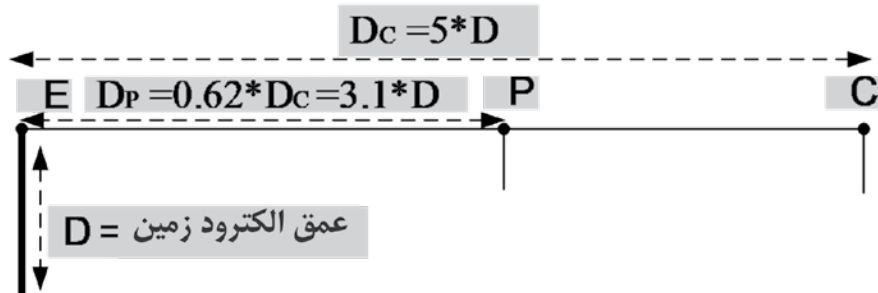 Dc =5*D
E DP =0.62*Dc =3.1*D P C
D = عمق الکترود زمین